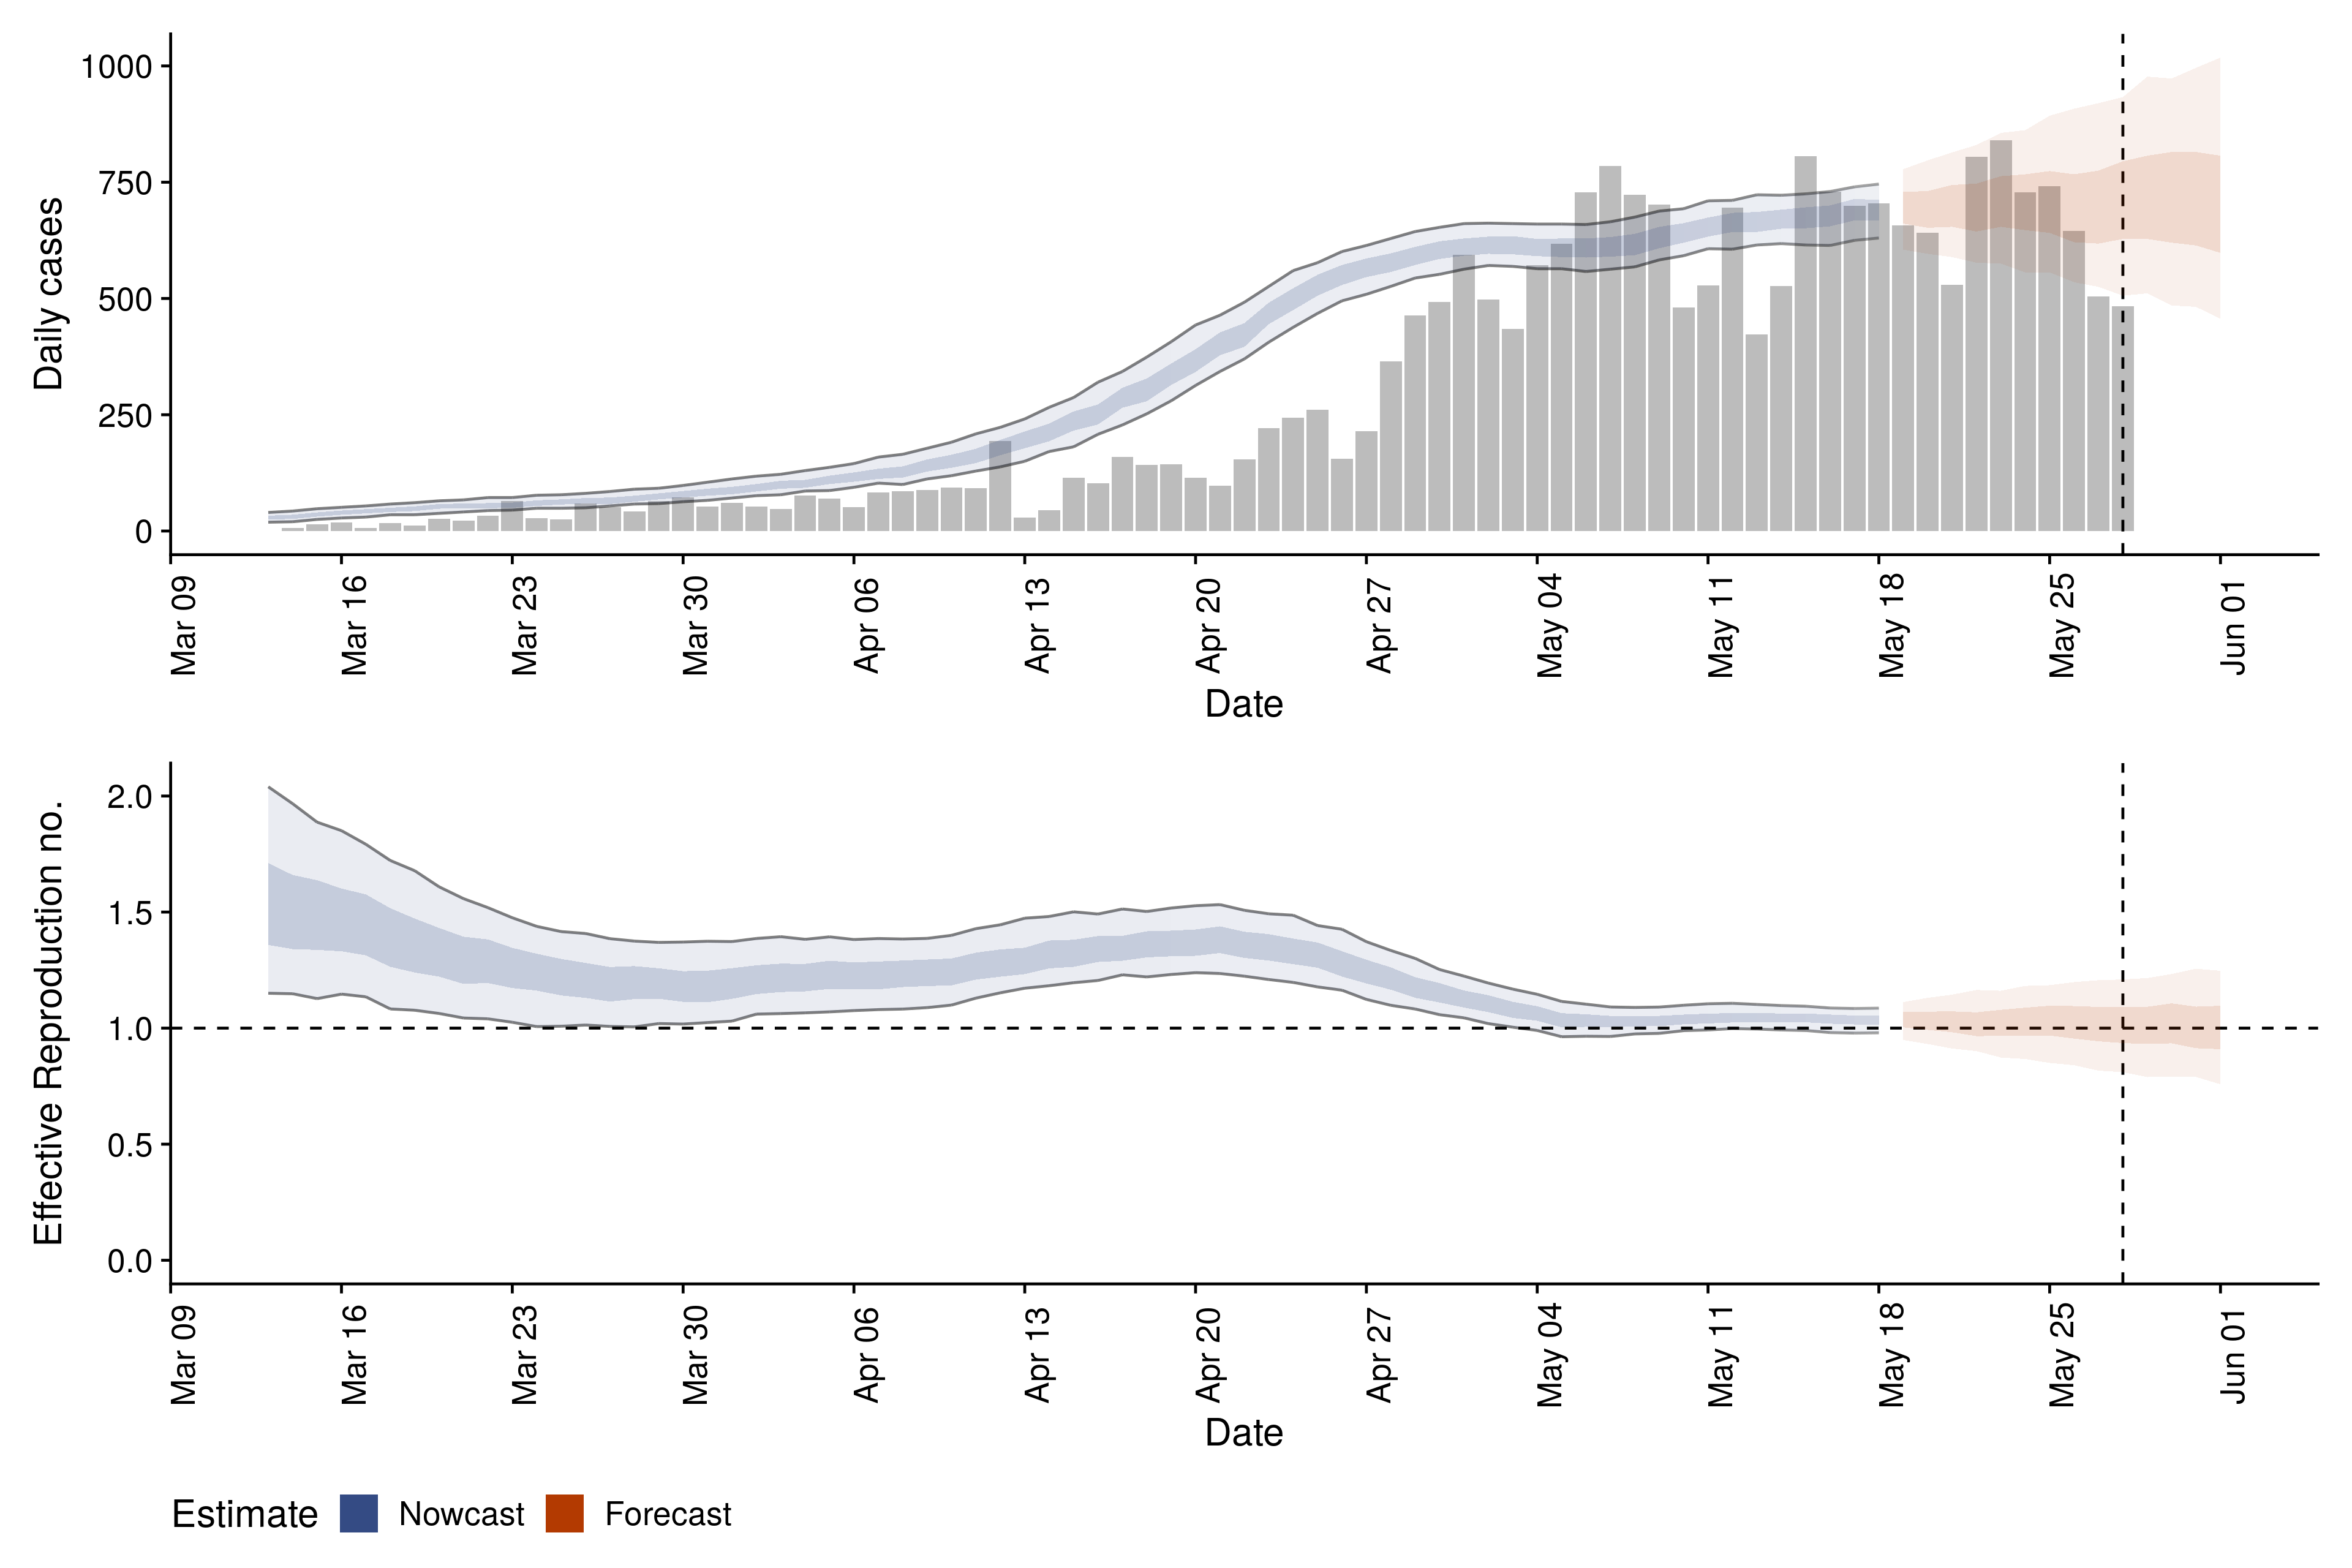 Daily cases
1000
750
500
250
0
Mar 09
Mar 16
Mar 23
Mar 30
Apr 06
Apr 13
Apr 20
Apr 27
May 04
May 11
May 18
May 25
Jun 01
Date
Effective Reproduction no.
2.0
1.5
1.0
0.5
0.0
Mar 09
Mar 16
Mar 23
Mar 30
Apr 06
Apr 13
Apr 20
Apr 27
May 04
May 11
May 18
May 25
Jun 01
Date
Estimate Nowcast Forecast